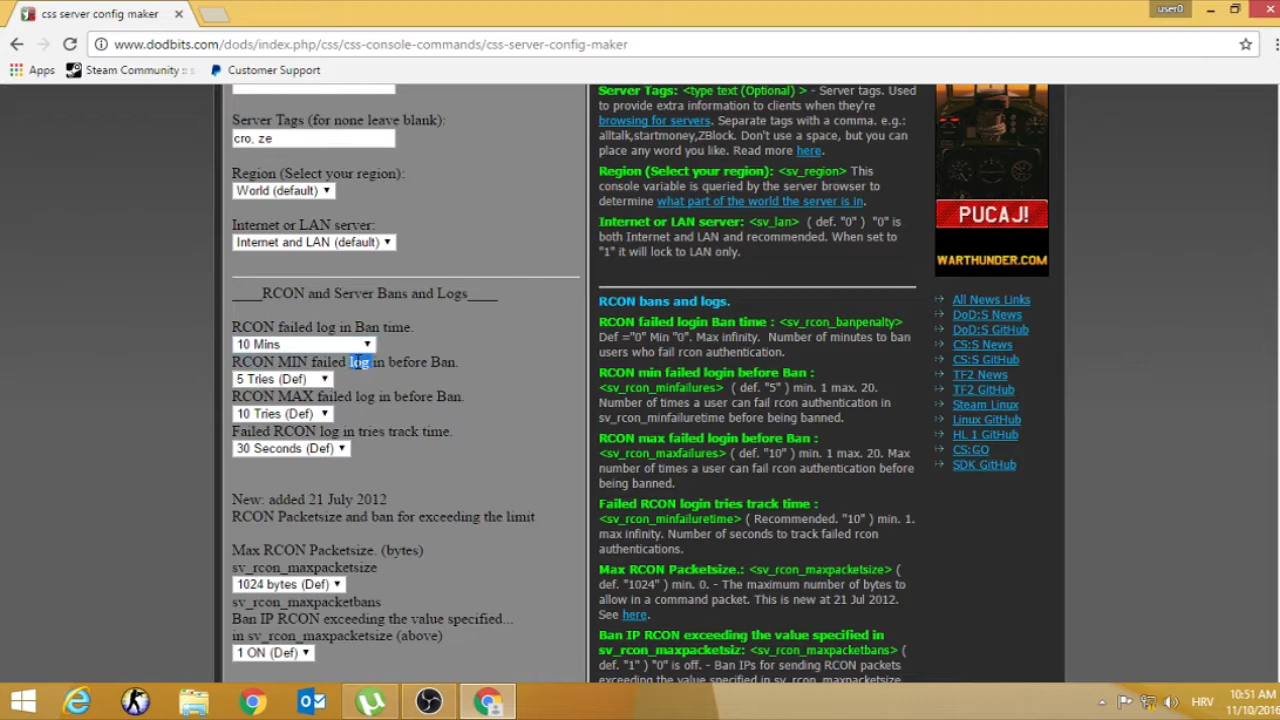 css server config maker
user0
www.dodbits.com/dods/index.php/css/css-console-commands/css-server-config-maker
Apps
Steam Community ::
Customer Support
Server Tags (for none leave blank):
cro, ze
Region (Select your region):
World (default)
Internet or LAN server:
Internet and LAN (default)
____RCON and Server Bans and Logs____
RCON failed log in Ban time.
10 Mins
RCON MIN failed log in before Ban.
5 Tries (Def)
RCON MAX failed log in before Ban.
10 Tries (Def)
Failed RCON log in tries track time.
30 Seconds (Def)
New: added 21 July 2012
RCON Packetsize and ban for exceeding the limit
Max RCON Packetsize. (bytes)
sv_rcon_maxpacketsize
1024 bytes (Def)
sv_rcon_maxpacketbans
Ban IP RCON exceeding the value specified...
in sv_rcon_maxpacketsize (above)
1 ON (Def)
Server Tags: <type text (Optional) > - Server tags. Used
to provide extra information to clients when they're
browsing for servers. Separate tags with a comma. e.g.:
alltalk,startmoney,ZBlock. Don't use a space, but you can
place any word you like. Read more here.
Region (Select your region): <sv_region> This
console variable is queried by the server browser to
determine what part of the world the server is in.
Internet or LAN server: <sv_lan> ( def. "0" ) "0" is
both Internet and LAN and recommended. When set to
"1" it will lock to LAN only.
RCON bans and logs.
RCON failed login Ban time : <sv_rcon_banpenalty>
Def ="0" Min "0". Max infinity. Number of minutes to ban
users who fail rcon authentication.
RCON min failed login before Ban :
<sv_rcon_minfailures> ( def. "5" ) min. 1 max. 20.
Number of times a user can fail rcon authentication in
sv_rcon_minfailuretime before being banned.
RCON max failed login before Ban :
<sv_rcon_maxfailures> ( def. "10" ) min. 1 max. 20. Max
number of times a user can fail rcon authentication before
being banned.
Failed RCON login tries track time :
<sv_rcon_minfailuretime> ( Recommended. "10" ) min. 1.
max infinity. Number of seconds to track failed rcon
authentications.
Max RCON Packetsize.: <sv_rcon_maxpacketsize> (
def. "1024" ) min. 0. - The maximum number of bytes to
allow in a command packet. This is new at 21 Jul 2012.
See here.
Ban IP RCON exceeding the value specified in
sv_rcon_maxpacketsiz: <sv_rcon_maxpacketbans> (
def. "1" ) "0" is off. - Ban IPs for sending RCON packets
exceeding the value specified in sv_rcon_maxpacketsize
PUCAJ!
WARTHUNDER.COM
All News Links
DoD:S News
DoD:S GitHub
CS:S News
CS:S GitHub
TF2 News
TF2 GitHub
Steam Linux
Linux GitHub
HL 1 GitHub
CS:GO
SDK GitHub
HRV
10:51 AM
11/10/2016